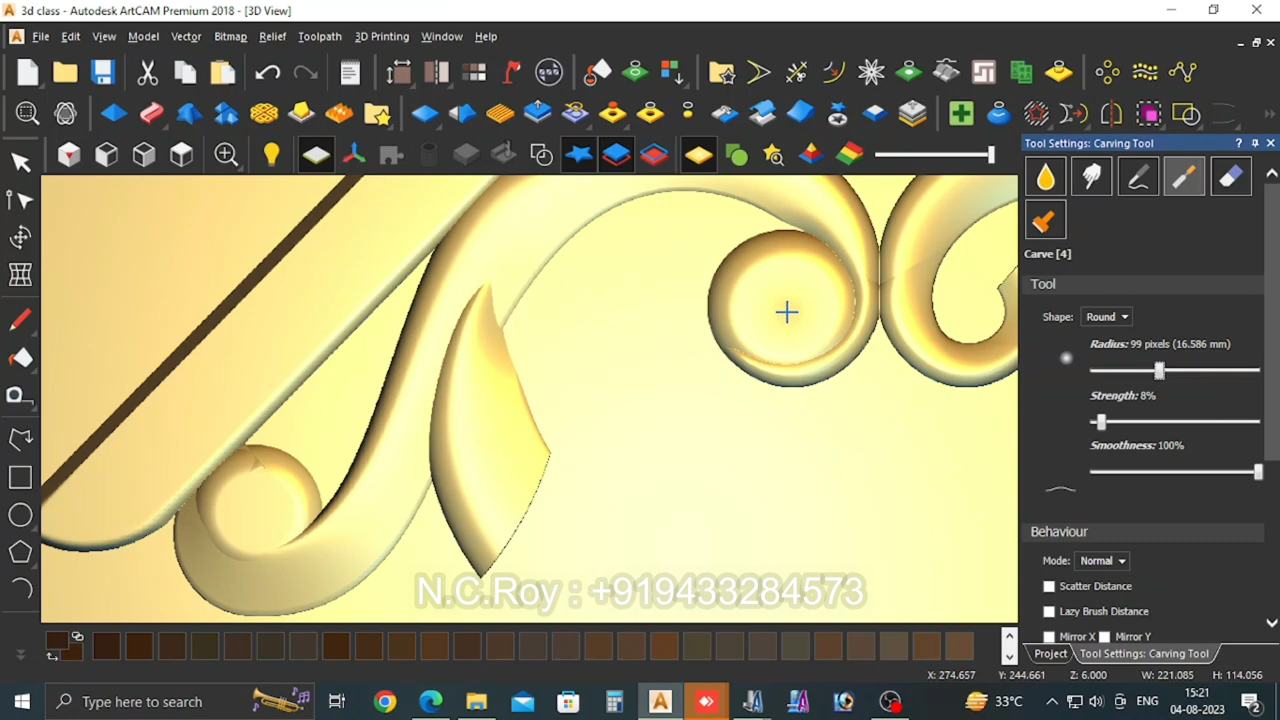 3d class - Autodesk ArtCAM Premium 2018 - [3D View]
File Edit View Model Vector Bitmap Relief Toolpath 3D Printing Window Help
Tool Settings: Carving Tool
Carve [4]
Tool
Shape: Round
Radius: 99 pixels (16.586 mm)
Strength: 8%
Smoothness: 100%
Behaviour
Mode: Normal
Scatter Distance
Lazy Brush Distance
Mirror X Mirror Y
N.C.Roy : +919433284573
Project Tool Settings: Carving Tool
X: 274.657 Y: 244.661 Z: 6.000 W: 221.085 H: 114.056
Type here to search
33°C
ENG
15:21
04-08-2023
2